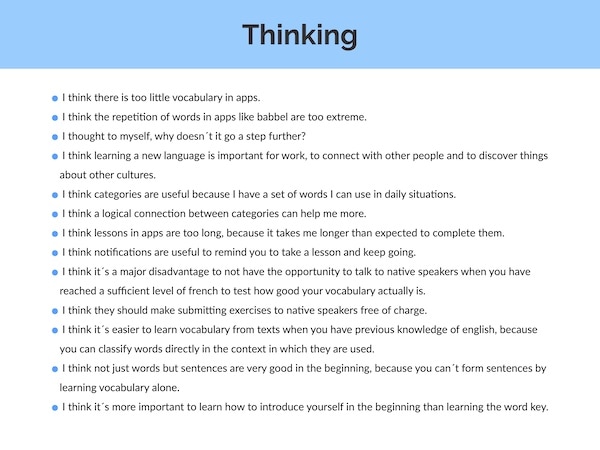 Thinking
I think there is too little vocabulary in apps.
I think the repetition of words in apps like babbel are too extreme.
I thought to myself, why doesn´t it go a step further?
I think learning a new language is important for work, to connect with other people and to discover things
about other cultures.
I think categories are useful because I have a set of words I can use in daily situations.
I think a logical connection between categories can help me more.
I think lessons in apps are too long, because it takes me longer than expected to complete them.
I think notifications are useful to remind you to take a lesson and keep going.
I think it´s a major disadvantage to not have the opportunity to talk to native speakers when you have
reached a sufficient level of french to test how good your vocabulary actually is.
I think they should make submitting exercises to native speakers free of charge.
I think it´s easier to learn vocabulary from texts when you have previous knowledge of english, because
you can classify words directly in the context in which they are used.
I think not just words but sentences are very good in the beginning, because you can´t form sentences by
learning vocabulary alone.
I think it´s more important to learn how to introduce yourself in the beginning than learning the word key.